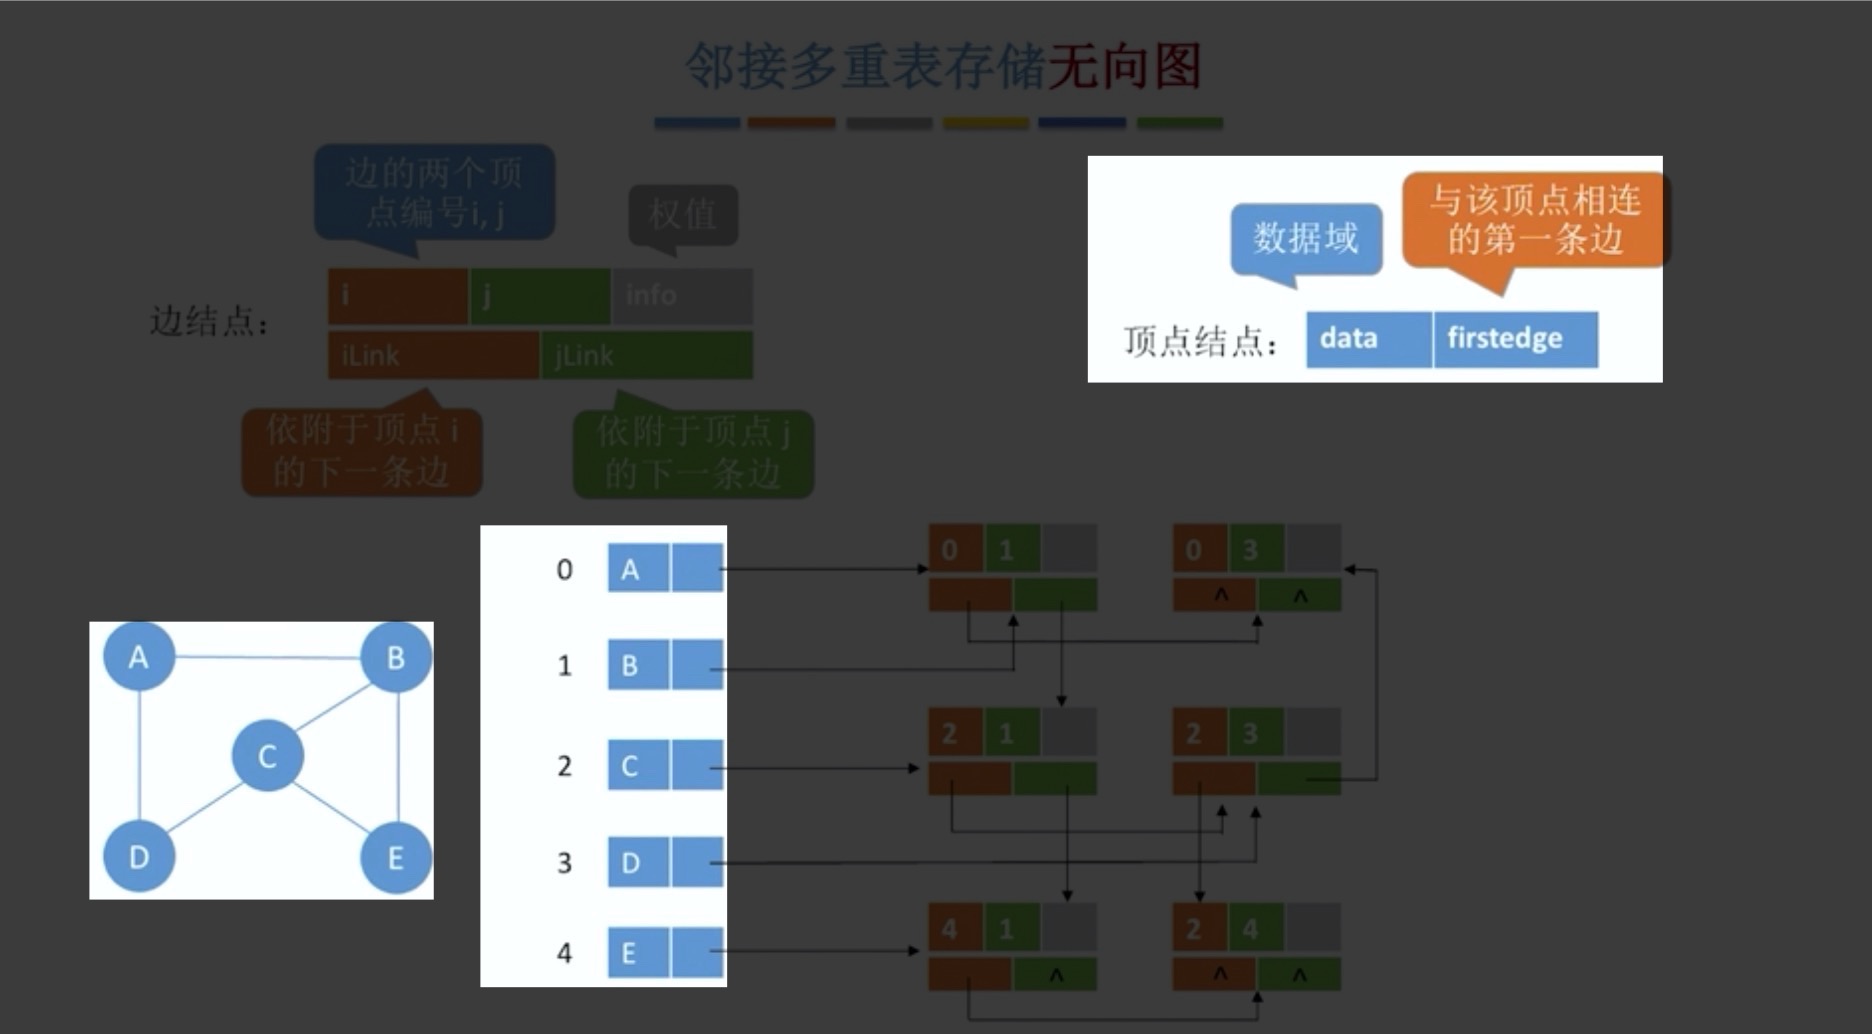 邻接多重表存储无向图
边的两个顶
点编号i,j
权值
边结点：
i
j
info
iLink
jLink
依附于顶点 i
的下一条边
依附于顶点 j
的下一条边
数据域
与该顶点相连
的第一条边
顶点结点：
data
firstedge
A
B
C
D
E
0
A
1
B
2
C
3
D
4
E
0 1
0 3
^ ^
2 1
2 3
4 1
^
2 4
^ ^